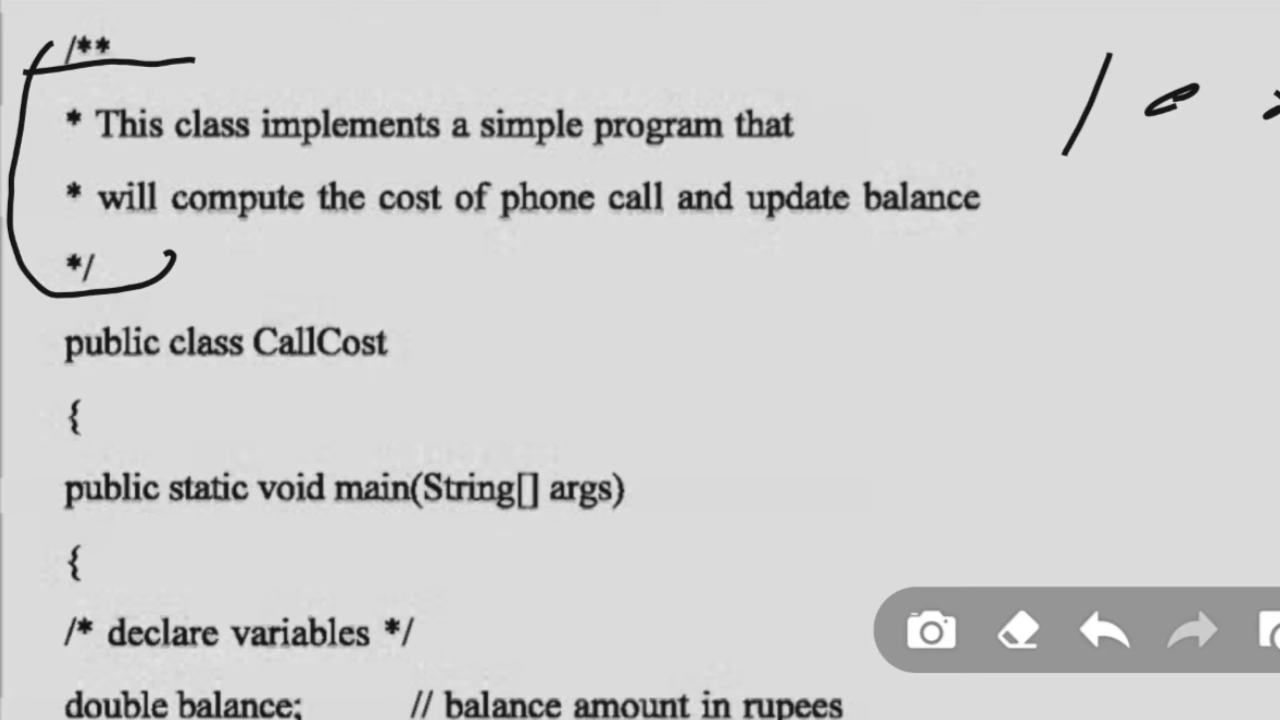 /**
* This class implements a simple program that
* will compute the cost of phone call and update balance
*/
public class CallCost
{
public static void main(String[] args)
{
/* declare variables */
double balance; // balance amount in rupees